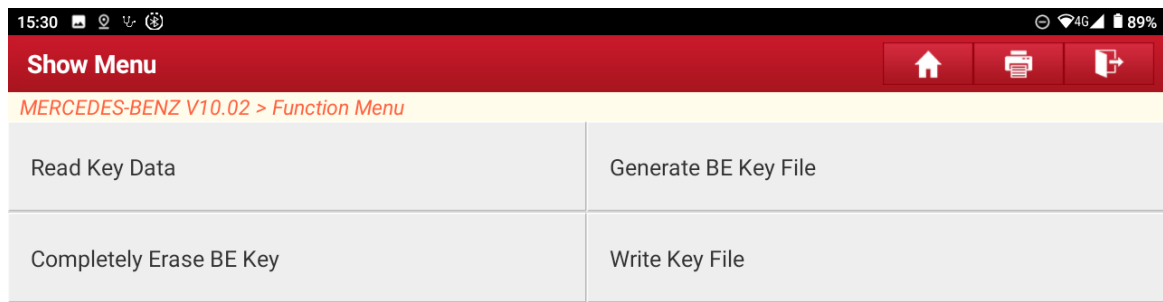 15:30 4G 89%
Show Menu
MERCEDES-BENZ V10.02 > Function Menu
Read Key Data
Generate BE Key File
Completely Erase BE Key
Write Key File